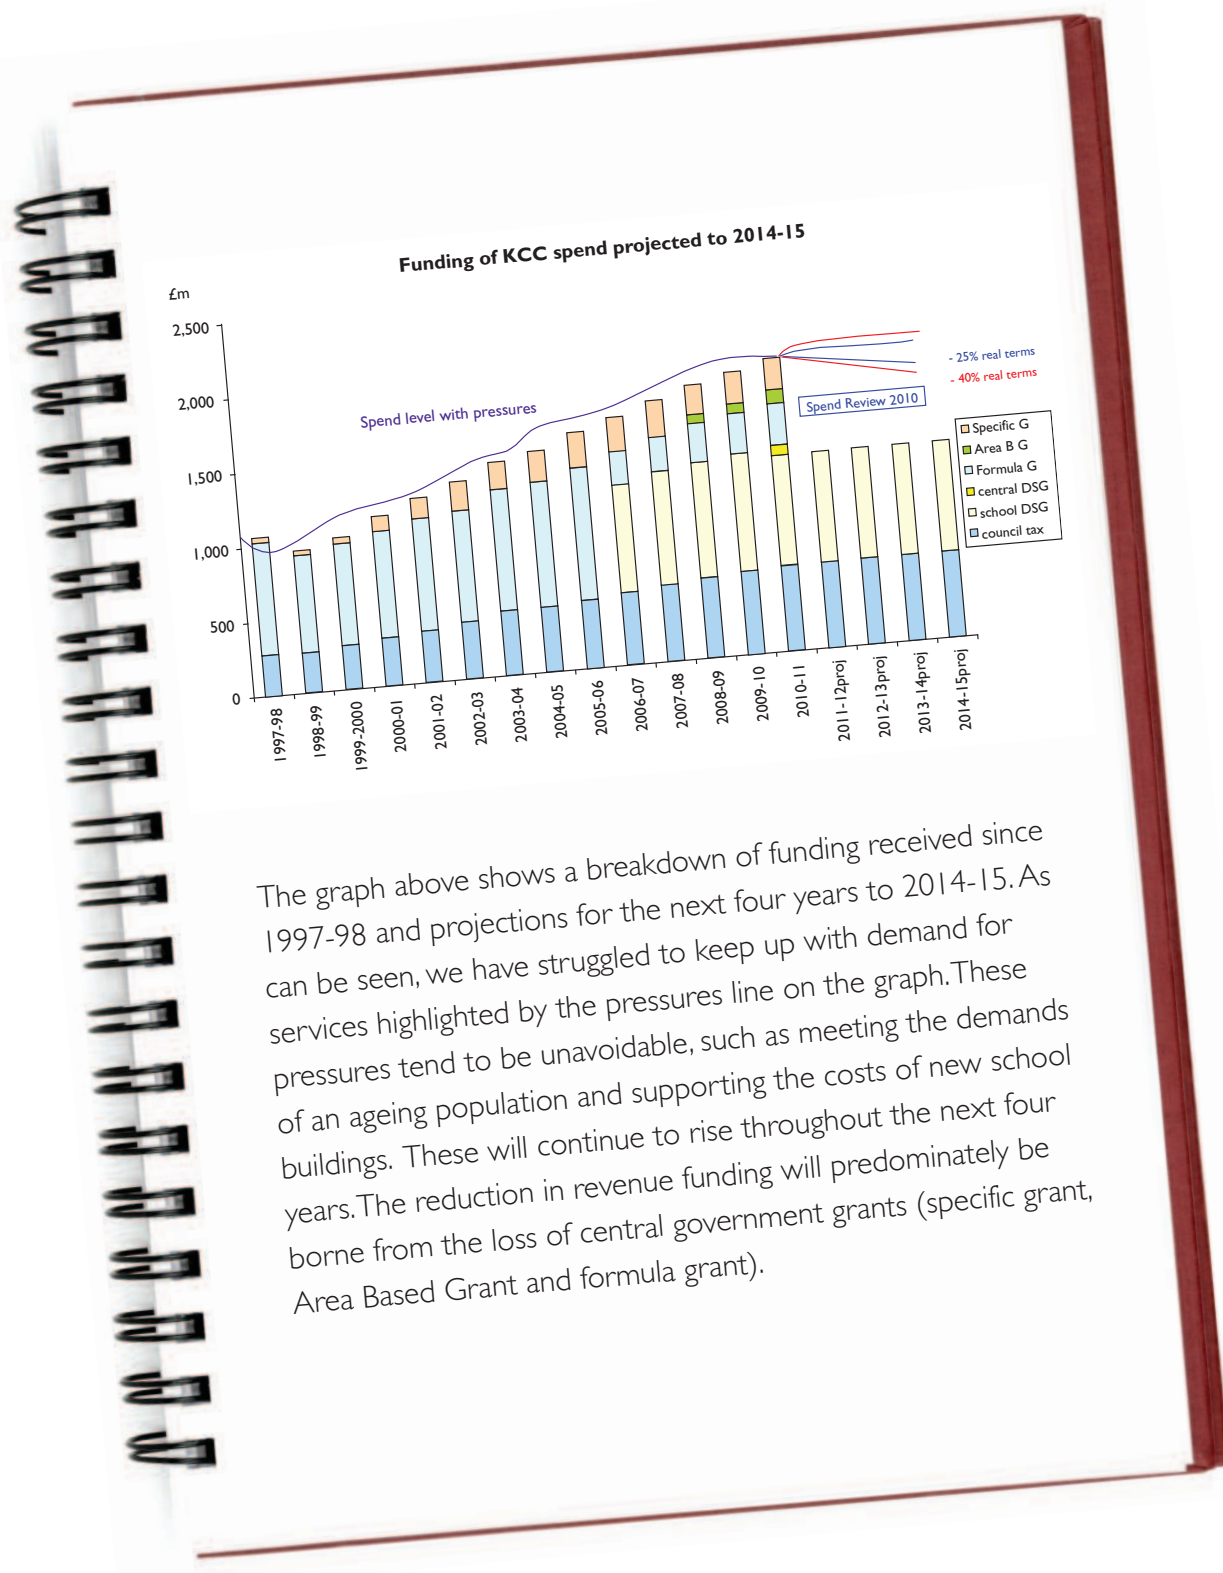 Funding of KCC spend projected to 2014-15
£m
2,500
2,000
1,500
1,000
500
0
Spend level with pressures
- 25% real terms
- 40% real terms
Spend Review 2010
Specific G
Area B G
Formula G
central DSG
school DSG
council tax
1997-98
1998-99
1999-2000
2000-01
2001-02
2002-03
2003-04
2004-05
2005-06
2006-07
2007-08
2008-09
2009-10
2010-11
2011-12proj
2012-13proj
2013-14proj
2014-15proj
The graph above shows a breakdown of funding received since
1997-98 and projections for the next four years to 2014-15. As
can be seen, we have struggled to keep up with demand for
services highlighted by the pressures line on the graph. These
pressures tend to be unavoidable, such as meeting the demands
of an ageing population and supporting the costs of new school
buildings. These will continue to rise throughout the next four
years. The reduction in revenue funding will predominately be
borne from the loss of central government grants (specific grant,
Area Based Grant and formula grant).